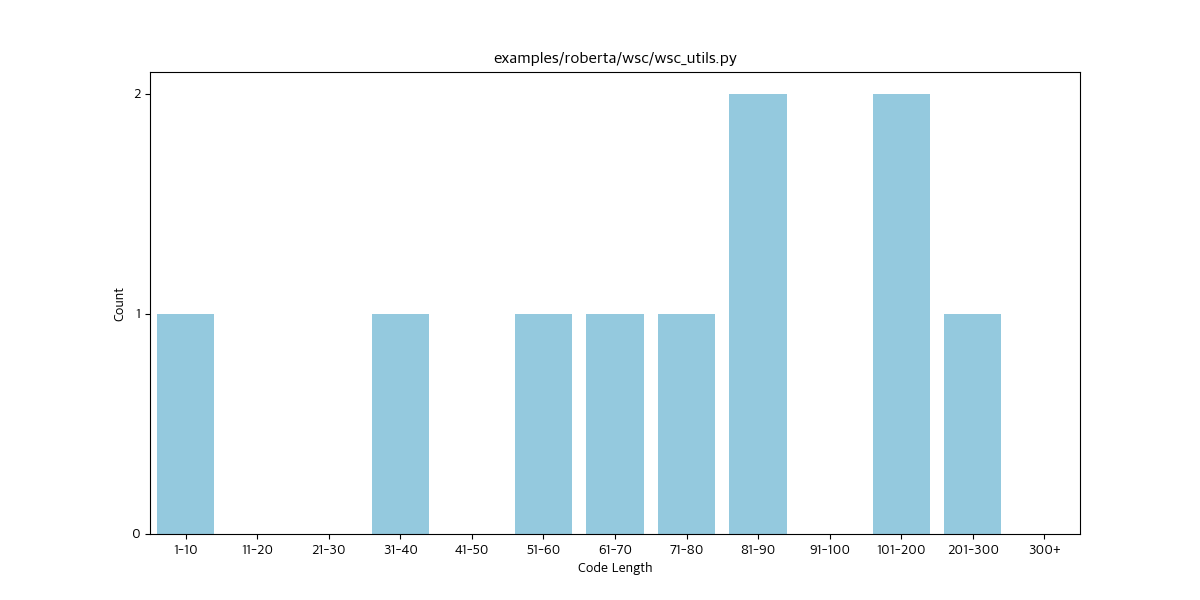 examples/roberta/wsc/wsc_utils.py
2
1
0
Count
1-10 11-20 21-30 31-40 41-50 51-60 61-70 71-80 81-90 91-100 101-200 201-300 300+
Code Length